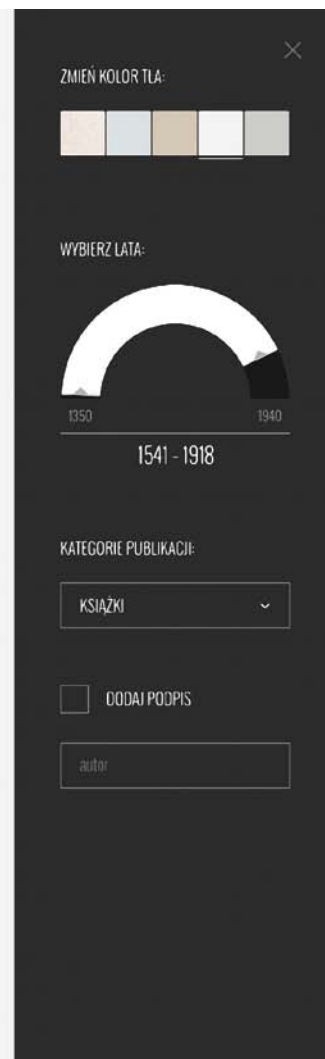 ZMIEŃ KOLOR TŁA:
WYBIERZ LATA:
1350 1940
1541 - 1918
KATEGORIE PUBLIKACJI:
KSIĄŻKI
DODAJ PODPIS
autor